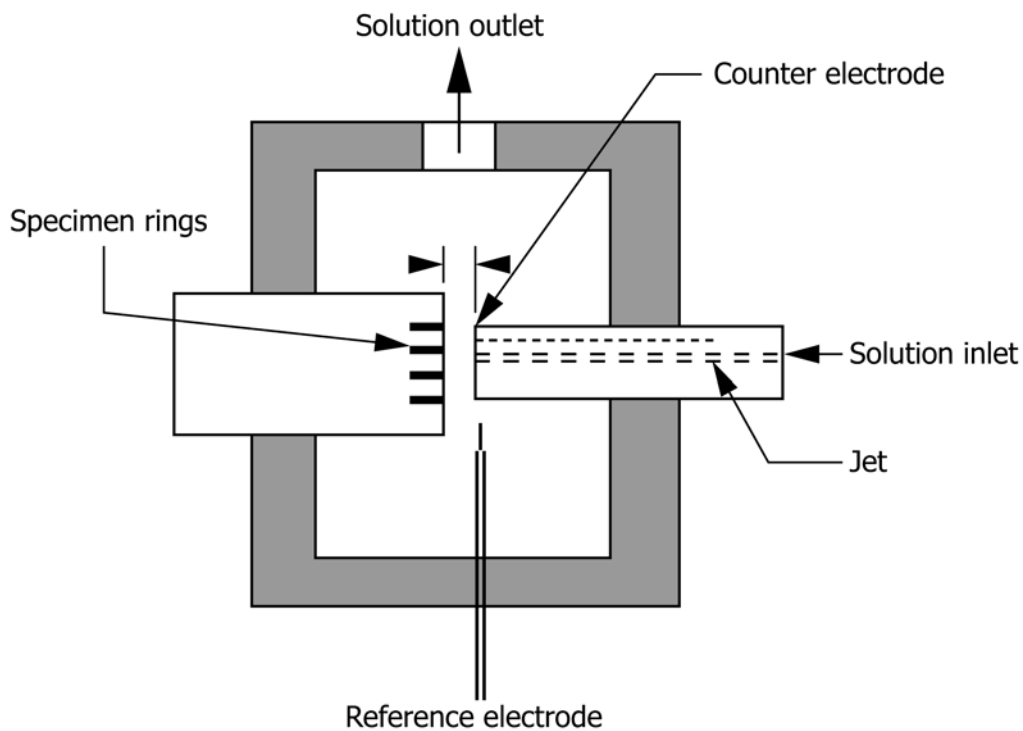 Solution outlet
Counter electrode
Specimen rings
Solution inlet
Jet
Reference electrode